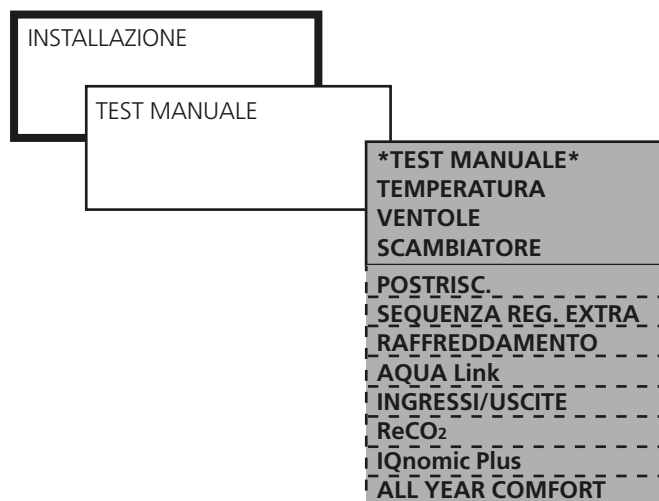 INSTALLAZIONE
TEST MANUALE
*TEST MANUALE*
TEMPERATURA
VENTOLE
SCAMBIATORE
POSTRISC.
SEQUENZA REG. EXTRA
RAFFREDDAMENTO
AQUA Link
INGRESSI/USCITE
ReCO₂
IQnomic Plus
ALL YEAR COMFORT